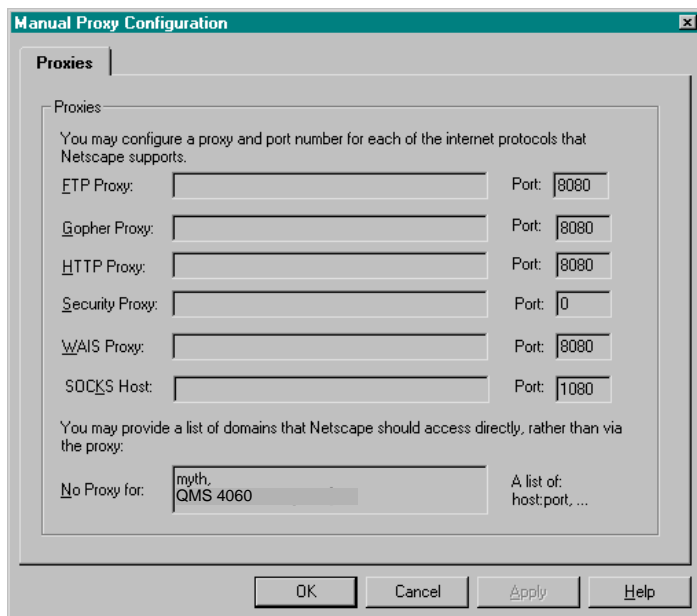 Manual Proxy Configuration
Proxies
Proxies
You may configure a proxy and port number for each of the internet protocols that
Netscape supports.
FTP Proxy: Port: 8080
Gopher Proxy: Port: 8080
HTTP Proxy: Port: 8080
Security Proxy: Port: 0
WAIS Proxy: Port: 8080
SOCKS Host: Port: 1080
You may provide a list of domains that Netscape should access directly, rather than via
the proxy:
No Proxy for: myth,
QMS 4060
A list of:
host:port, ...
OK Cancel Apply Help